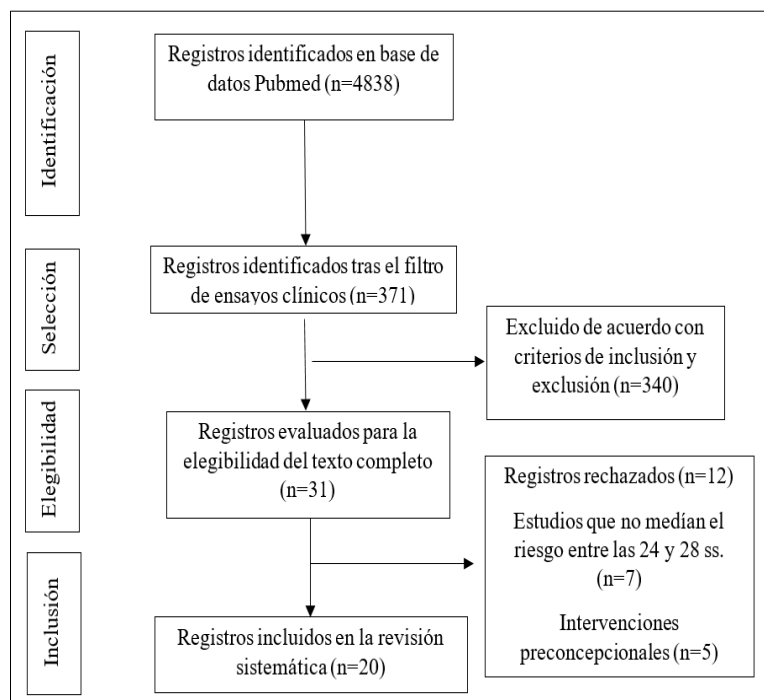 Identificación
Registros identificados en base de
datos Pubmed (n=4838)
Selección
Registros identificados tras el filtro
de ensayos clínicos (n=371)
Excluido de acuerdo con
criterios de inclusión y
exclusión (n=340)
Elegibilidad
Registros evaluados para la
elegibilidad del texto completo
(n=31)
Registros rechazados (n=12)
Estudios que no medían el
riesgo entre las 24 y 28 ss.
(n=7)
Intervenciones
preconcepcionales (n=5)
Inclusión
Registros incluidos en la revisión
sistemática (n=20)